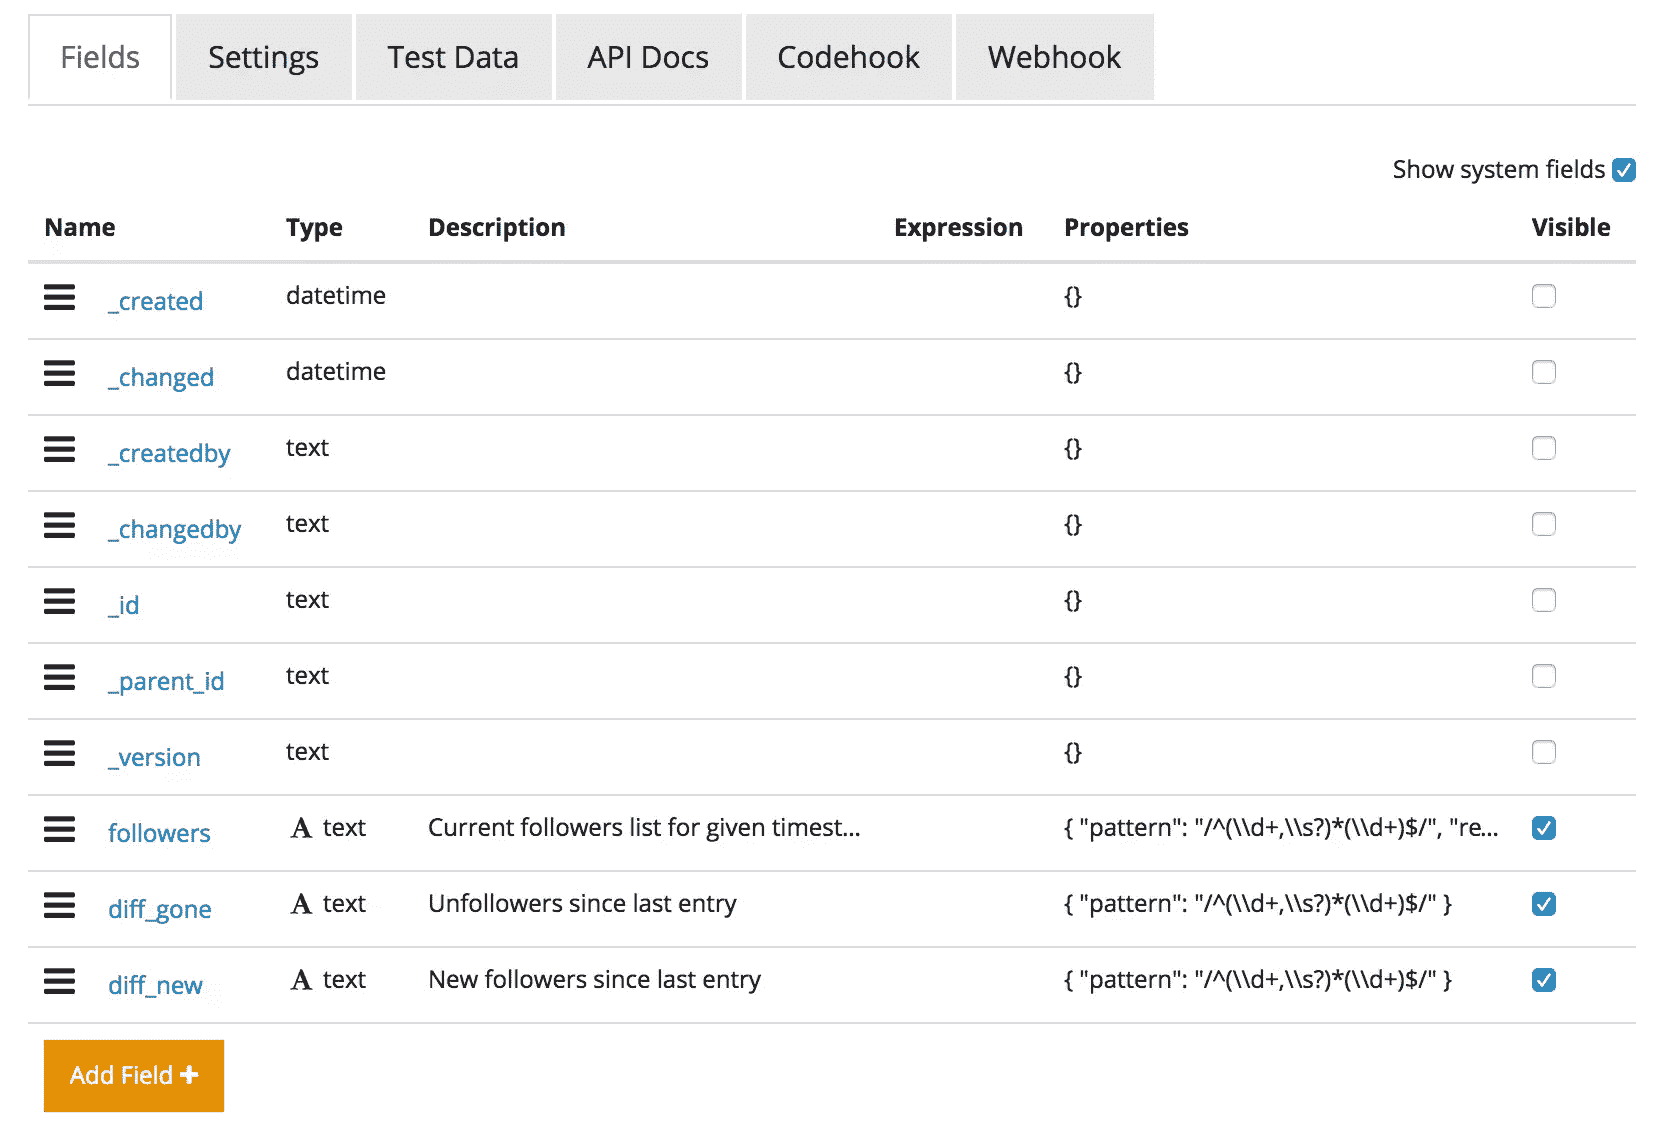 Fields Settings Test Data API Docs Codehook Webhook
Show system fields
Name Type Description Expression Properties Visible
_created datetime {}
_changed datetime {}
_createdby text {}
_changedby text {}
_id text {}
_parent_id text {}
_version text {}
followers A text Current followers list for given timest... { "pattern": "/^(\\d+,\\s?)*(\\d+)$/", "re...
diff_gone A text Unfollowers since last entry { "pattern": "/^(\\d+,\\s?)*(\\d+)$/" }
diff_new A text New followers since last entry { "pattern": "/^(\\d+,\\s?)*(\\d+)$/" }
Add Field +